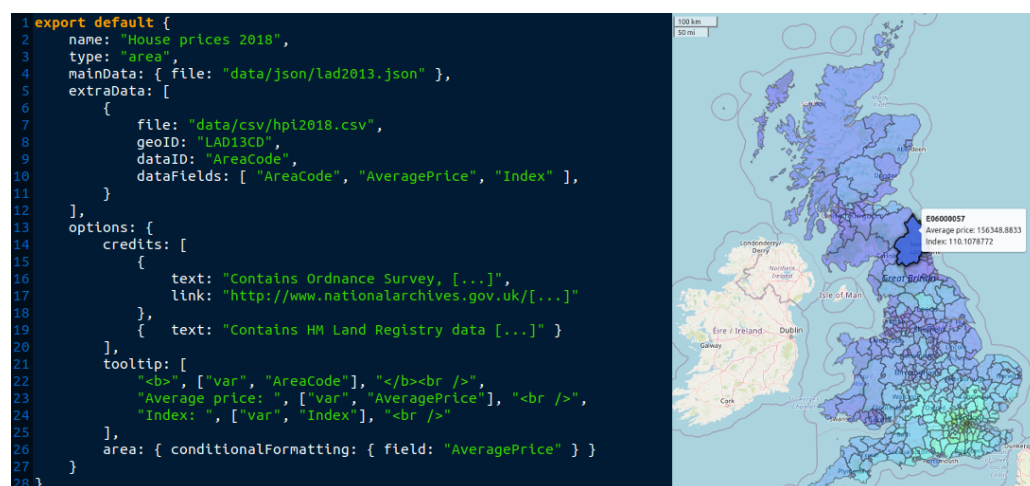 1 export default {
2 name: "House prices 2018",
3 type: "area",
4 mainData: { file: "data/json/lad2013.json" },
5 extraData: [
6 {
7 file: "data/csv/hpi2018.csv",
8 geoID: "LAD13CD",
9 dataID: "AreaCode",
10 dataFields: [ "AreaCode", "AveragePrice", "Index" ],
11 }
12 ],
13 options: {
14 credits: [
15 {
16 text: "Contains Ordnance Survey, [...]",
17 link: "http://www.nationalarchives.gov.uk/[...]"
18 },
19 { text: "Contains HM Land Registry data [...]" }
20 ],
21 tooltip: [
22 "<b>", ["var", "AreaCode"], "</b><br />",
23 "Average price: ", ["var", "AveragePrice"], "<br />",
24 "Index: ", ["var", "Index"], "<br />"
25 ],
26 area: { conditionalFormatting: { field: "AveragePrice" } }
27 }
28 }
100 km
50 mi
Aberdeen
E06000057
Average price: 156348.8833
Index: 110.1078772
Londonderry/
Derry
Northern
Ireland
Great Britain
Isle of Man
Éire / Ireland
Dublin
Galway
Cork